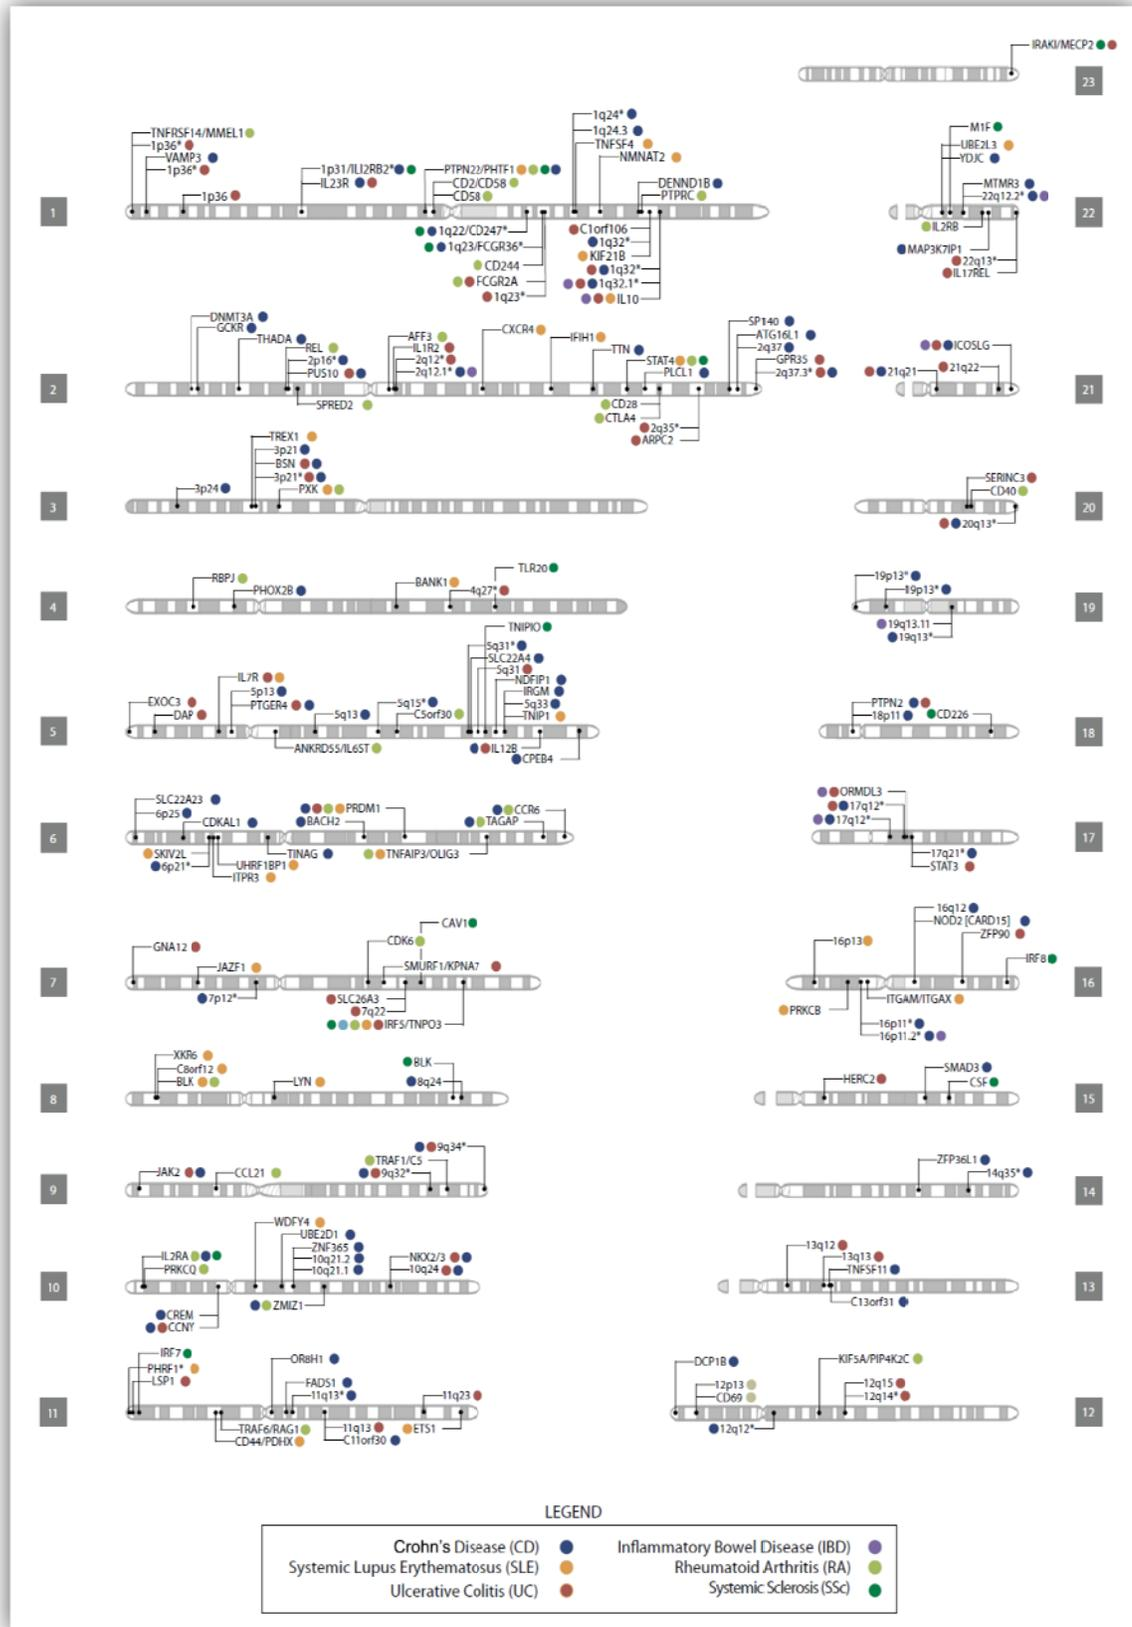 IRAKI/MECP2
23
TNFRSF14/MMEL1
1p36*
VAMP3
1p36*
1p36
1p31/ILI2RB2*
IL23R
PTPN22/PHTF1
CD2/CD58
CD58
1q24*
1q24.3
TNFSF4
NMNAT2
DENND1B
PTPRC
1
1q22/CD247*
1q23/FCGR36*
CD244
FCGR2A
1q23*
C1orf106
1q32*
KIF21B
1q32*
1q32.1*
IL10
M1F
UBE2L3
YDJC
MTMR3
22q12.2*
22
IL2RB
MAP3K7IP1
22q13*
IL17REL
DNMT3A
GCKR
THADA
REL
2p16*
PUS10
AFF3
IL1R2
2q12*
2q12.1*
CXCR4
IFIH1
TTN
STAT4
PLCL1
SP140
ATG16L1
2q37
GPR35
2q37.3*
2
SPRED2
CD28
CTLA4
2q35*
ARPC2
ICOSLG
21q21
21q22
21
TREX1
3p21
BSN
3p21*
PXK
3p24
3
SERINC3
CD40
20
20q13*
RBPJ
PHOX2B
BANK1
4q27*
TLR20
4
19p13*
19p13*
19
19q13.11
19q13*
TNIPIO
5q31*
SLC22A4
5q31
NDFIP1
IRGM
5q33
TNIP1
EXOC3
DAP
IL7R
5p13
PTGER4
5q13
5q15*
C5orf30
5
ANKRD55/IL6ST
IL12B
CPEB4
PTPN2
18p11
CD226
18
SLC22A23
6p25
CDKAL1
PRDM1
BACH2
CCR6
TAGAP
6
SKIV2L
6p21*
UHRF1BP1
ITPR3
TINAG
TNFAIP3/OLIG3
ORMDL3
17q12*
17q12*
17
17q21*
STAT3
GNA12
JAZF1
CDK6
CAV1
SMURF1/KPNA7
7
7p12*
SLC26A3
7q22
IRF5/TNPO3
16q12
NOD2 [CARD15]
ZFP90
16p13
IRF8
16
PRKCB
ITGAM/ITGAX
16p11*
16p11.2*
XKR6
C8orf12
BLK
LYN
BLK
8q24
8
HERC2
SMAD3
CSF
15
JAK2
CCL21
9q34*
TRAF1/C5
9q32*
9
ZFP36L1
14q35*
14
WDFY4
UBE2D1
ZNF365
10q21.2
10q21.1
IL2RA
PRKCQ
NKX2/3
10q24
10
CREM
CCNY
ZMIZ1
13q12
13q13
TNFSF11
13
C13orf31
IRF7
PHRF1*
LSP1
OR8H1
FADS1
11q13*
11q23
11
TRAF6/RAG1
CD44/PDHX
11q13
C11orf30
ETS1
DCP1B
12p13
CD69
KIF5A/PIP4K2C
12q15
12q14*
12
12q12*
LEGEND
Crohn's Disease (CD)
Systemic Lupus Erythematosus (SLE)
Ulcerative Colitis (UC)
Inflammatory Bowel Disease (IBD)
Rheumatoid Arthritis (RA)
Systemic Sclerosis (SSc)